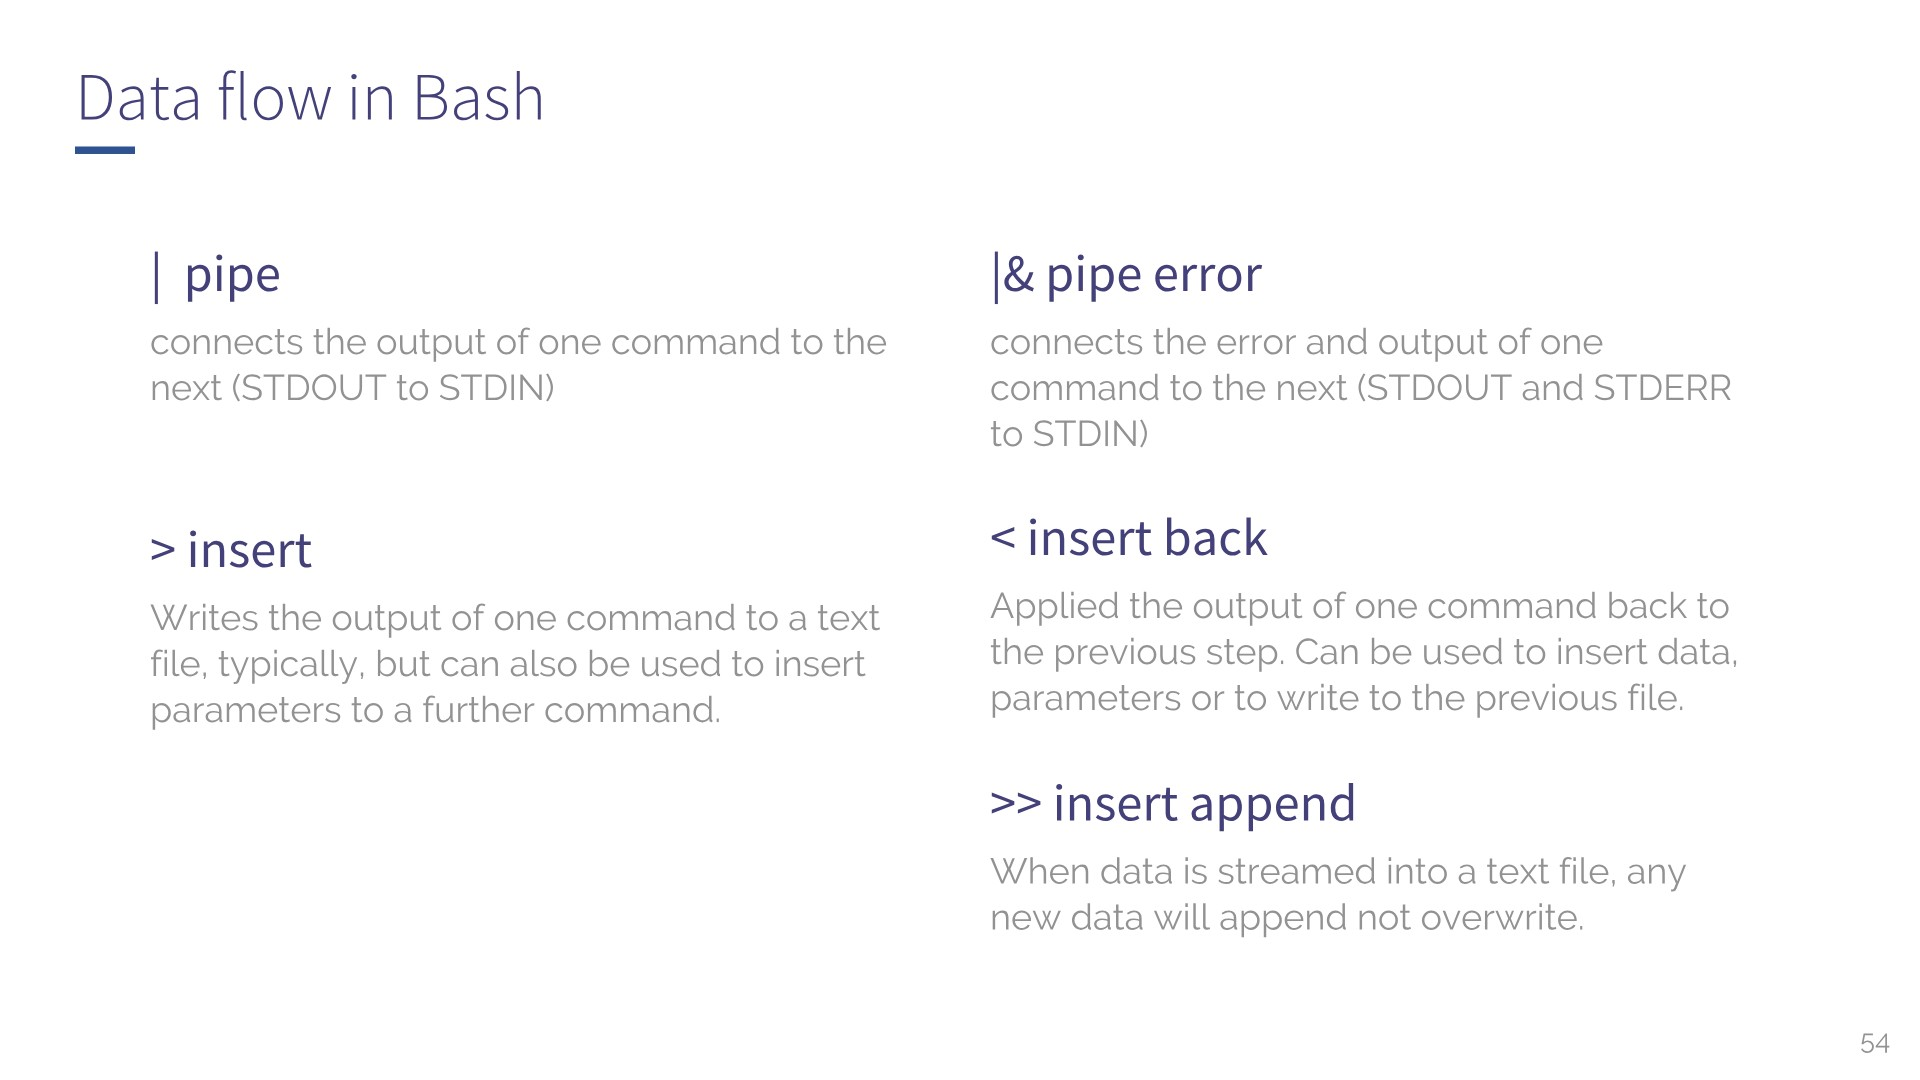 Data flow in Bash
| pipe
connects the output of one command to the
next (STDOUT to STDIN)
> insert
Writes the output of one command to a text
file, typically, but can also be used to insert
parameters to a further command.
|& pipe error
connects the error and output of one
command to the next (STDOUT and STDERR
to STDIN)
< insert back
Applied the output of one command back to
the previous step. Can be used to insert data,
parameters or to write to the previous file.
>> insert append
When data is streamed into a text file, any
new data will append not overwrite.
54